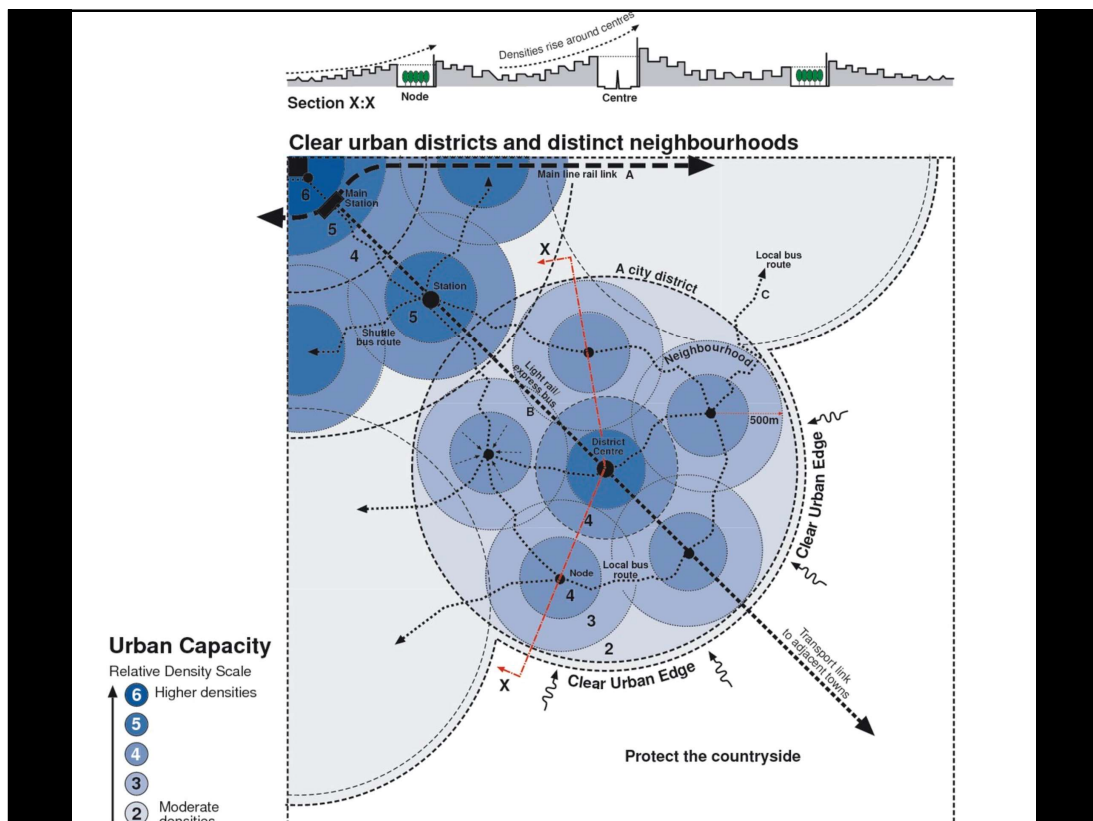 Densities rise around centres
Node
Centre
Section X:X
Clear urban districts and distinct neighbourhoods
Main line rail link A
6
Main
Station
5
4
X
Local bus
route
A city district
C
Station
5
Shuttle
bus route
Neighbourhood
Light rail/
express bus
B
500m
District
Centre
4
Clear Urban Edge
Node
Local bus
route
4
3
2
Transport link
to adjacent towns
X
Clear Urban Edge
Protect the countryside
Urban Capacity
Relative Density Scale
6 Higher densities
5
4
3
2 Moderate
densities